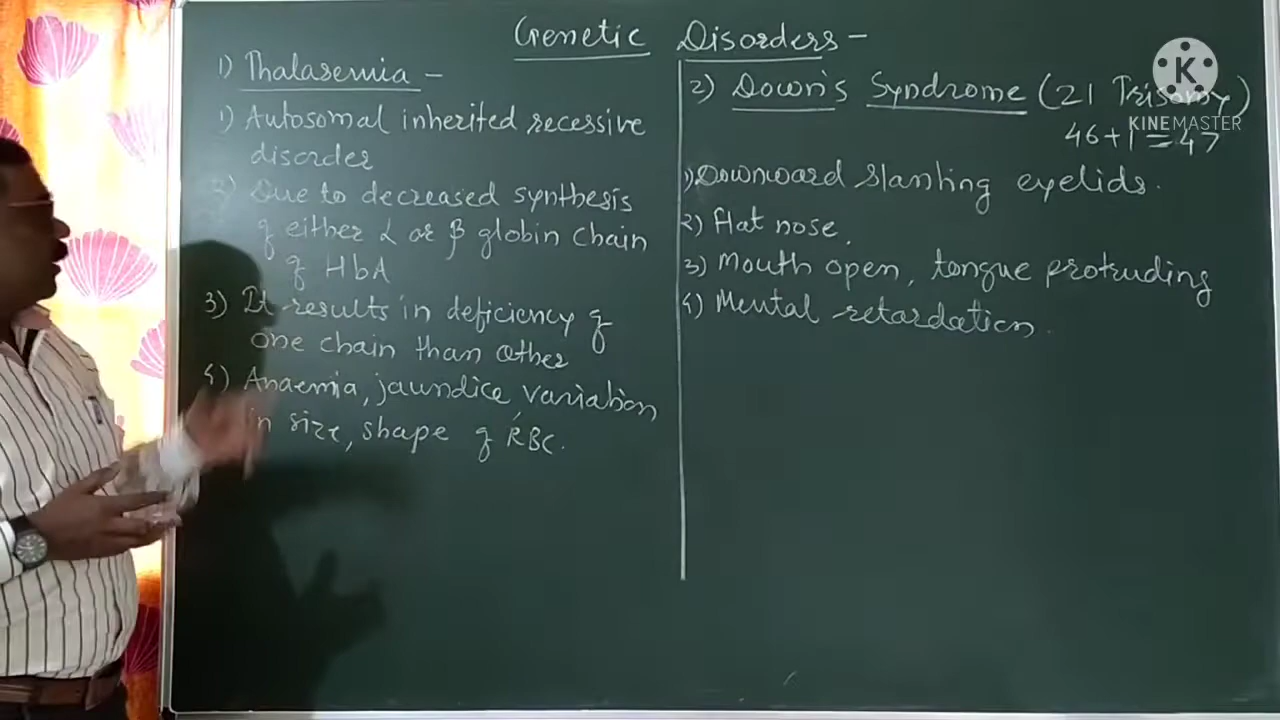 Genetic Disorders -
1) Thalasemia -
1) Autosomal inherited recessive
disorder
2) Due to decreased synthesis
of either α or β globin chain
of HbA
3) It results in deficiency of
one chain than other
4) Anaemia, jaundice variation
in size, shape of RBC.
2) Down's Syndrome (21 Trisomy)
46+1=47
1) Downward slanting eyelids.
2) flat nose.
3) Mouth open, tongue protruding
4) Mental retardation.
K
KINEMASTER